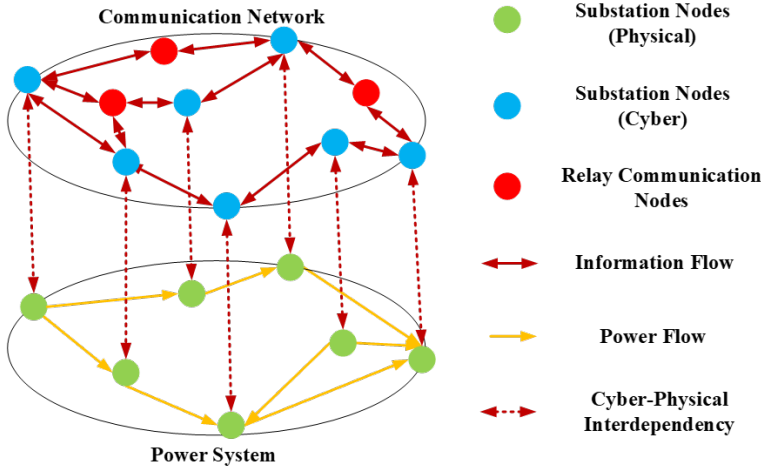 Communication Network
Substation Nodes
(Physical)
Substation Nodes
(Cyber)
Relay Communication
Nodes
Information Flow
Power Flow
Cyber-Physical
Interdependency
Power System